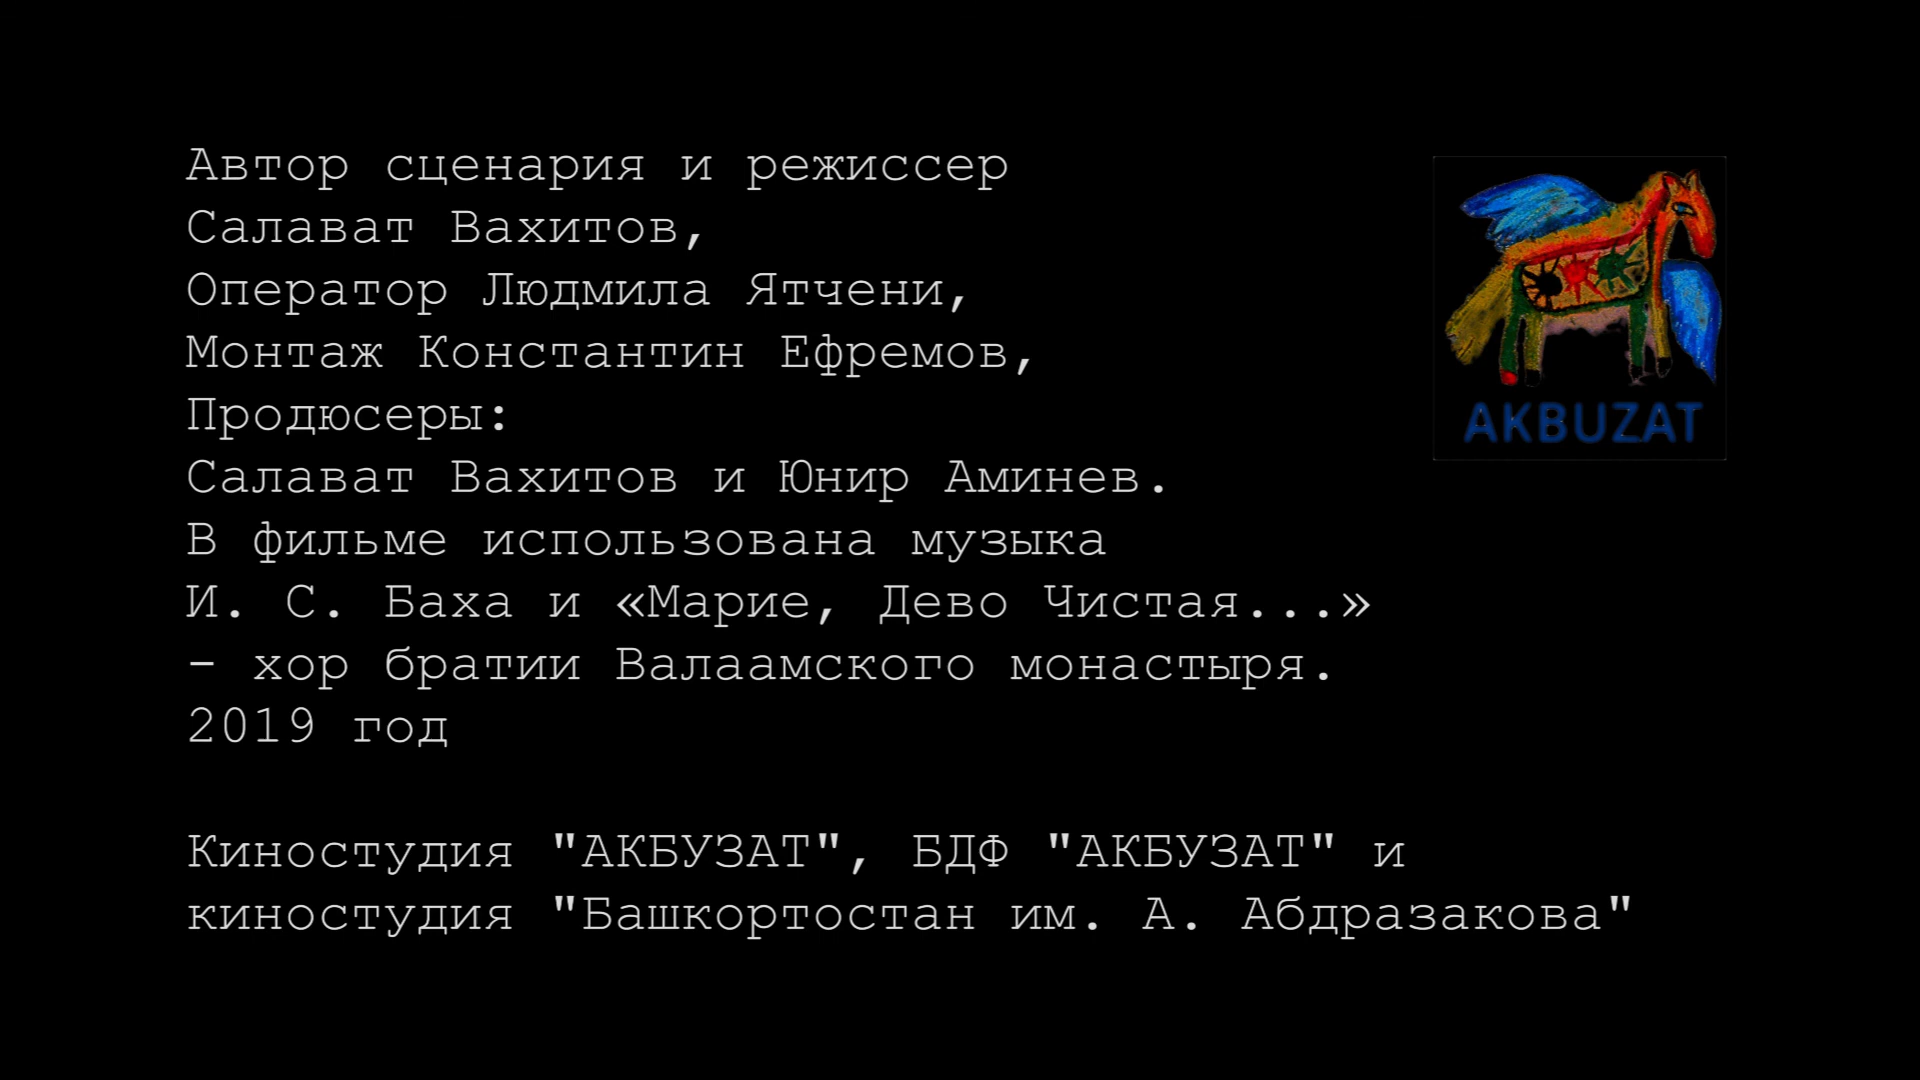 Автор сценария и режиссер
Салават Вахитов,
Оператор Людмила Ятчени,
Монтаж Константин Ефремов,
Продюсеры:
Салават Вахитов и Юнир Аминев.
В фильме использована музыка
И. С. Баха и «Марие, Дево Чистая...»
- хор братии Валаамского монастыря.
2019 год
Киностудия "АКБУЗАТ", БДФ "АКБУЗАТ" и
киностудия "Башкортостан им. А. Абдразакова"
AKBUZAT